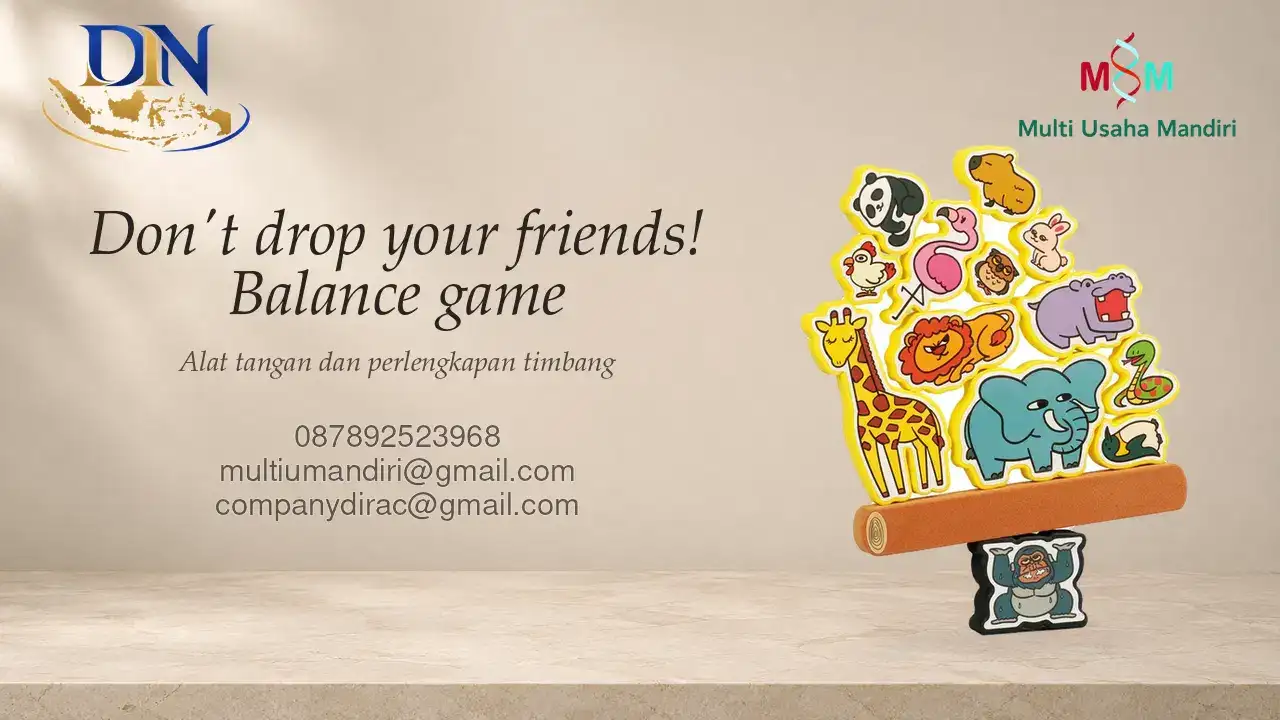 DIN
M M
Multi Usaha Mandiri
Don't drop your friends!
Balance game
Alat tangan dan perlengkapan timbang
087892523968
multiumandiri@gmail.com
companydirac@gmail.com